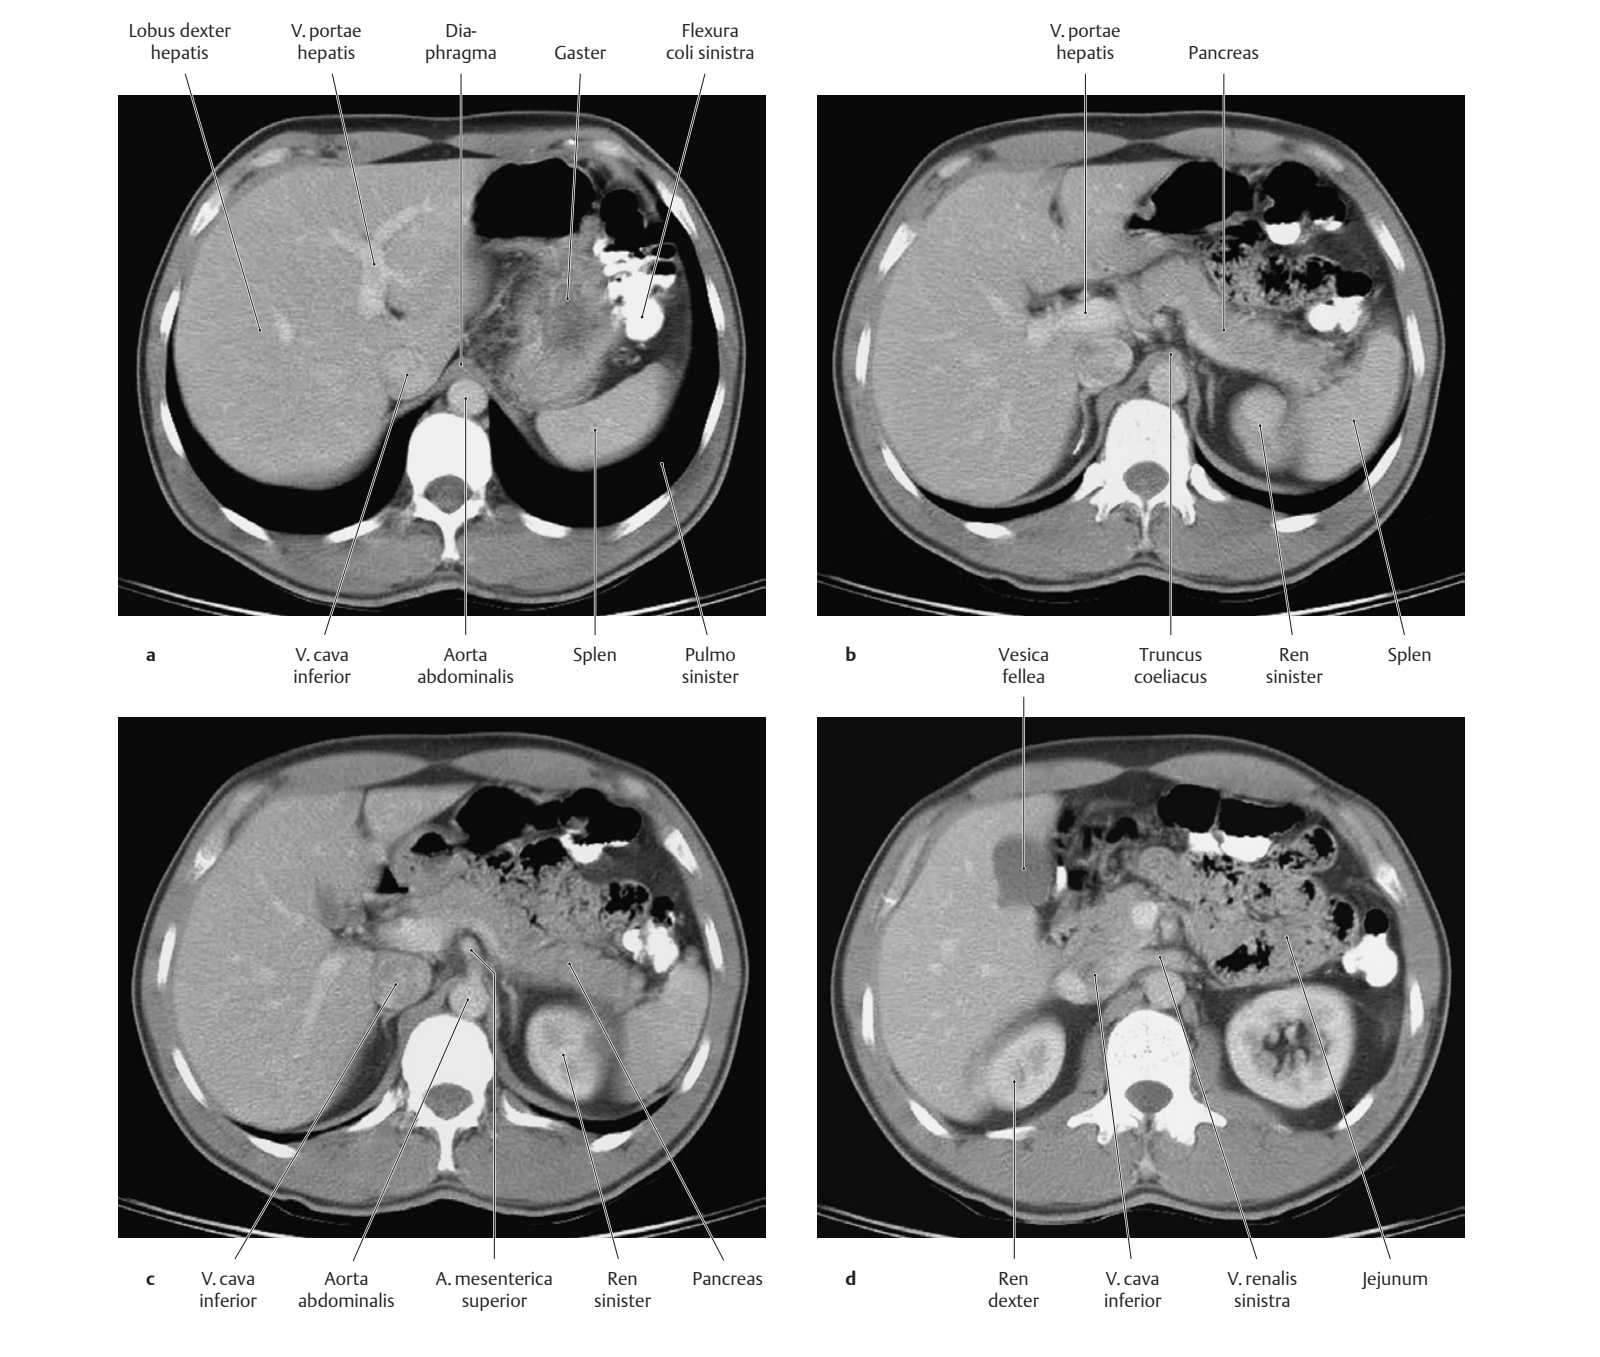 Lobus dexter
hepatis
V. portae
hepatis
Dia-
phragma
Gaster
Flexura
coli sinistra
V. portae
hepatis
Pancreas
a
V. cava
inferior
Aorta
abdominalis
Splen
Pulmo
sinister
b
Vesica
fellea
Truncus
coeliacus
Ren
sinister
Splen
c
V. cava
inferior
Aorta
abdominalis
A. mesenterica
superior
Ren
sinister
Pancreas
d
Ren
dexter
V. cava
inferior
V. renalis
sinistra
Jejunum